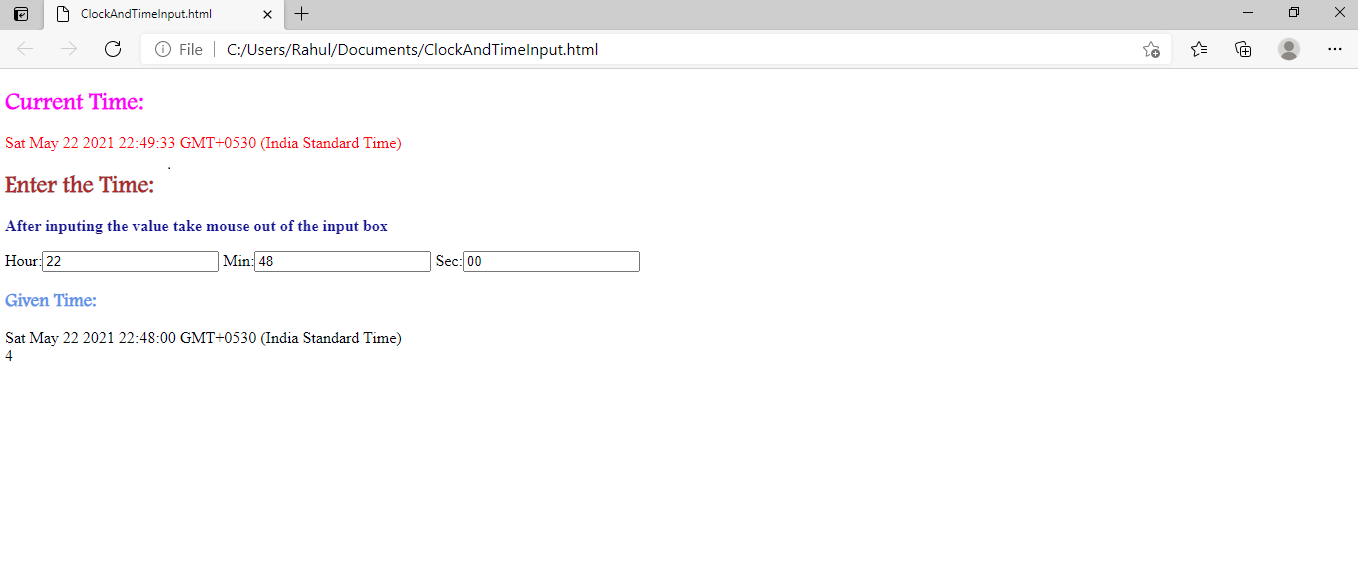 ClockAndTimeInput.html
File | C:/Users/Rahul/Documents/ClockAndTimeInput.html
Current Time:
Sat May 22 2021 22:49:33 GMT+0530 (India Standard Time)
.
Enter the Time:
After inputing the value take mouse out of the input box
Hour:22 Min:48 Sec:00
Given Time:
Sat May 22 2021 22:48:00 GMT+0530 (India Standard Time)
4